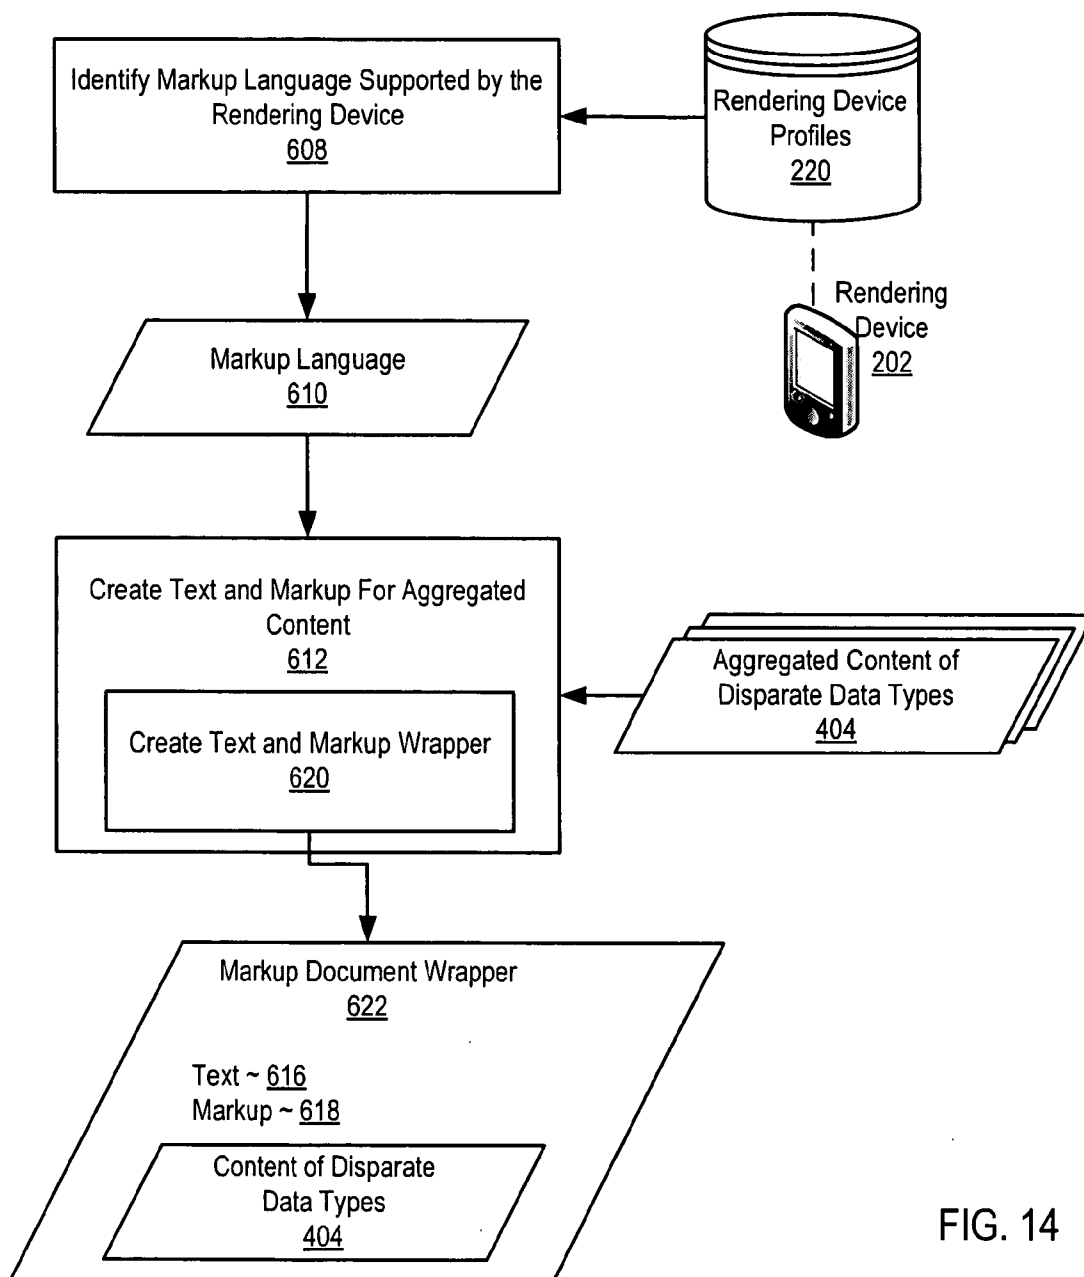 Identify Markup Language Supported by the
Rendering Device
608
Rendering Device
Profiles
220
Rendering
Device
202
Markup Language
610
Create Text and Markup For Aggregated
Content
612
Create Text and Markup Wrapper
620
Aggregated Content of
Disparate Data Types
404
Markup Document Wrapper
622
Text ~ 616
Markup ~ 618
Content of Disparate
Data Types
404
FIG. 14